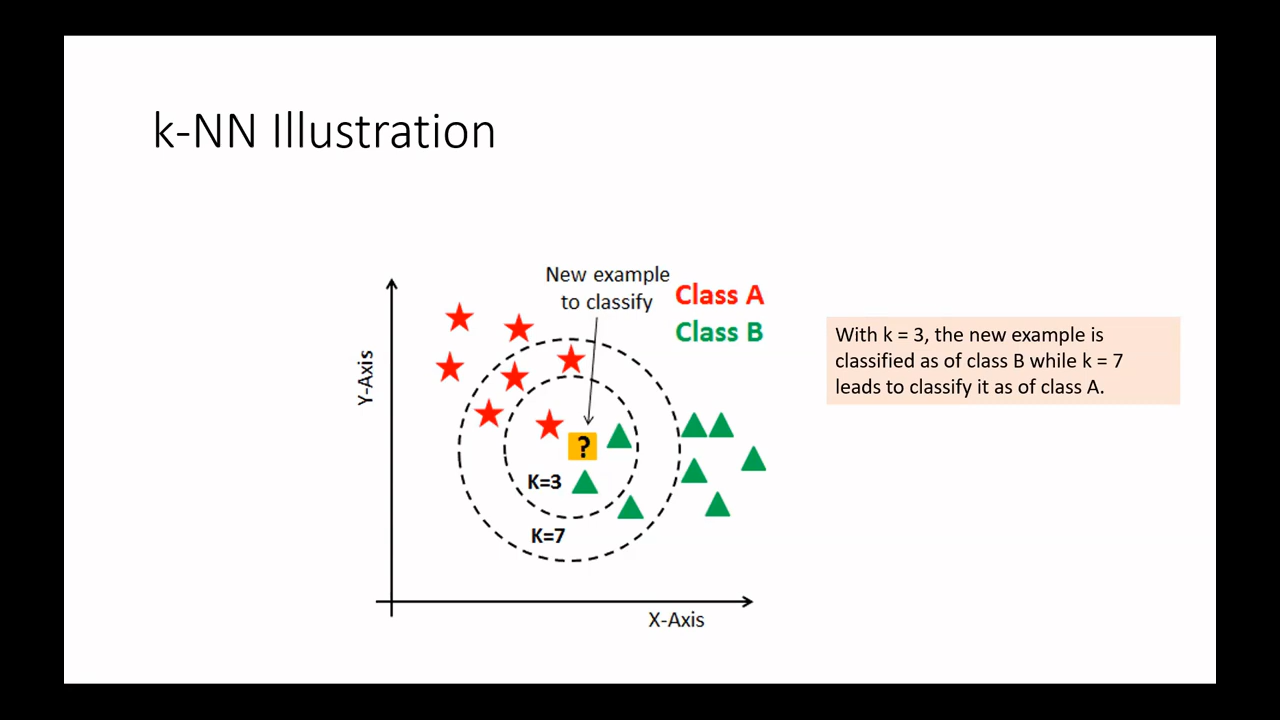 k-NN Illustration
New example
to classify
Class A
Class B
Y-Axis
?
K=3
K=7
X-Axis
With k = 3, the new example is
classified as of class B while k = 7
leads to classify it as of class A.